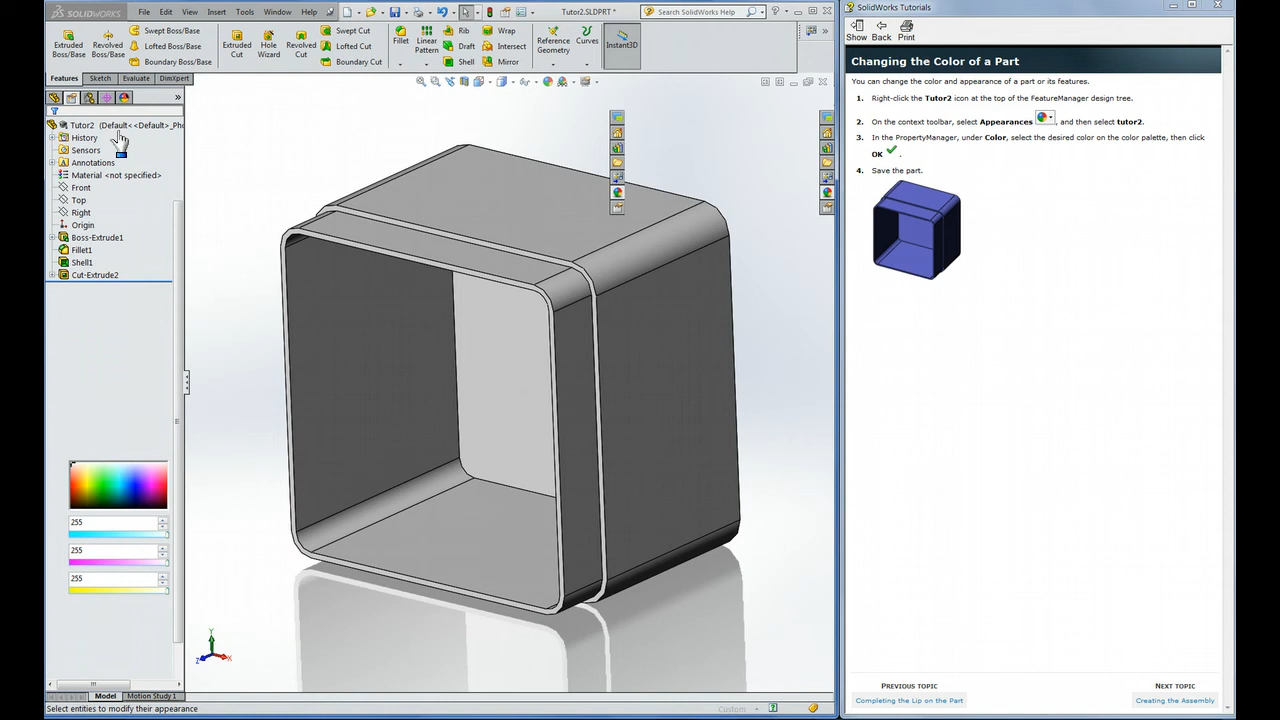 SOLIDWORKS File Edit View Insert Tools Window Help Tutor2.SLDPRT * Search SolidWorks Help
Extruded Boss/Base
Revolved Boss/Base
Swept Boss/Base
Lofted Boss/Base
Boundary Boss/Base
Extruded Cut
Hole Wizard
Revolved Cut
Swept Cut
Lofted Cut
Boundary Cut
Fillet
Linear Pattern
Rib
Draft
Shell
Wrap
Intersect
Mirror
Reference Geometry
Curves
Instant3D
Features Sketch Evaluate DimXpert
Tutor2 (Default<<Default>_Pho
History
Sensors
Annotations
Material <not specified>
Front
Top
Right
Origin
Boss-Extrude1
Fillet1
Shell1
Cut-Extrude2
255
255
255
Y
Z X
Model Motion Study 1
Select entities to modify their appearance
Custom
SolidWorks Tutorials
Show Back Print
Changing the Color of a Part
You can change the color and appearance of a part or its features.
1. Right-click the Tutor2 icon at the top of the FeatureManager design tree.
2. On the context toolbar, select Appearances , and then select tutor2.
3. In the PropertyManager, under Color, select the desired color on the color palette, then click
OK .
4. Save the part.
PREVIOUS TOPIC NEXT TOPIC
Completing the Lip on the Part Creating the Assembly